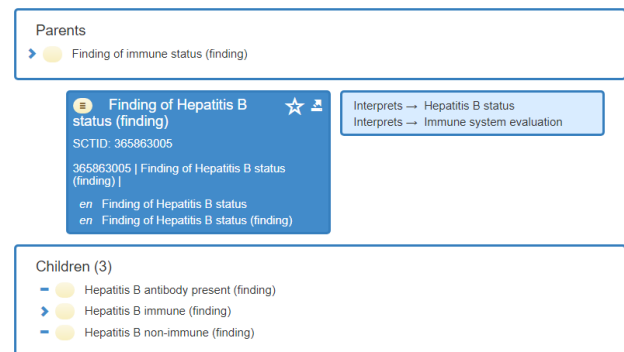 Parents
Finding of immune status (finding)
Finding of Hepatitis B
status (finding)
SCTID: 365863005
365863005 | Finding of Hepatitis B status
(finding) |
en Finding of Hepatitis B status
en Finding of Hepatitis B status (finding)
Interprets → Hepatitis B status
Interprets → Immune system evaluation
Children (3)
Hepatitis B antibody present (finding)
Hepatitis B immune (finding)
Hepatitis B non-immune (finding)